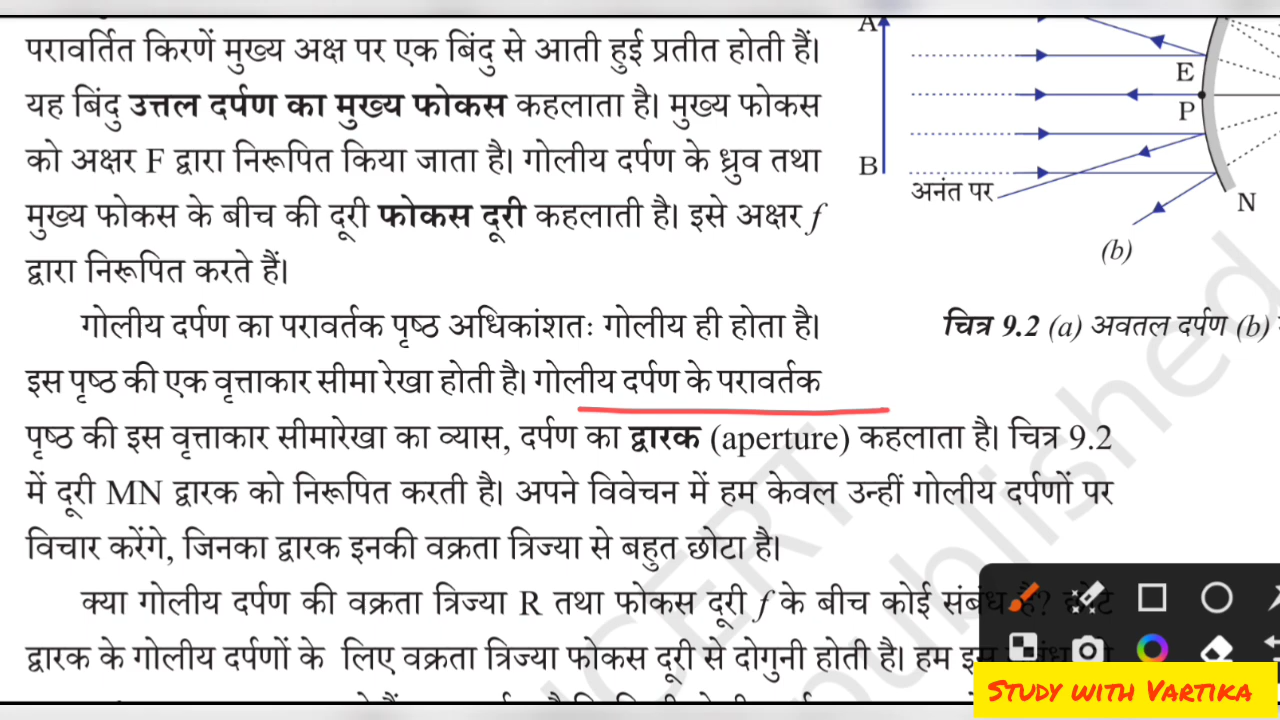 परावर्तित किरणें मुख्य अक्ष पर एक बिंदु से आती हुई प्रतीत होती हैं।
यह बिंदु उत्तल दर्पण का मुख्य फोकस कहलाता है। मुख्य फोकस
को अक्षर F द्वारा निरूपित किया जाता है। गोलीय दर्पण के ध्रुव तथा
मुख्य फोकस के बीच की दूरी फोकस दूरी कहलाती है। इसे अक्षर f
द्वारा निरूपित करते हैं।
A
E
P
B
अनंत पर
N
(b)
चित्र 9.2 (a) अवतल दर्पण (b)
गोलीय दर्पण का परावर्तक पृष्ठ अधिकांशतः गोलीय ही होता है।
इस पृष्ठ की एक वृत्ताकार सीमा रेखा होती है। गोलीय दर्पण के परावर्तक
पृष्ठ की इस वृत्ताकार सीमारेखा का व्यास, दर्पण का द्वारक (aperture) कहलाता है। चित्र 9.2
में दूरी MN द्वारक को निरूपित करती है। अपने विवेचन में हम केवल उन्हीं गोलीय दर्पणों पर
विचार करेंगे, जिनका द्वारक इनकी वक्रता त्रिज्या से बहुत छोटा है।
क्या गोलीय दर्पण की वक्रता त्रिज्या R तथा फोकस दूरी f के बीच कोई संबंध है?
द्वारक के गोलीय दर्पणों के लिए वक्रता त्रिज्या फोकस दूरी से दोगुनी होती है। हम
NCERT
published
STUDY WITH VARTIKA